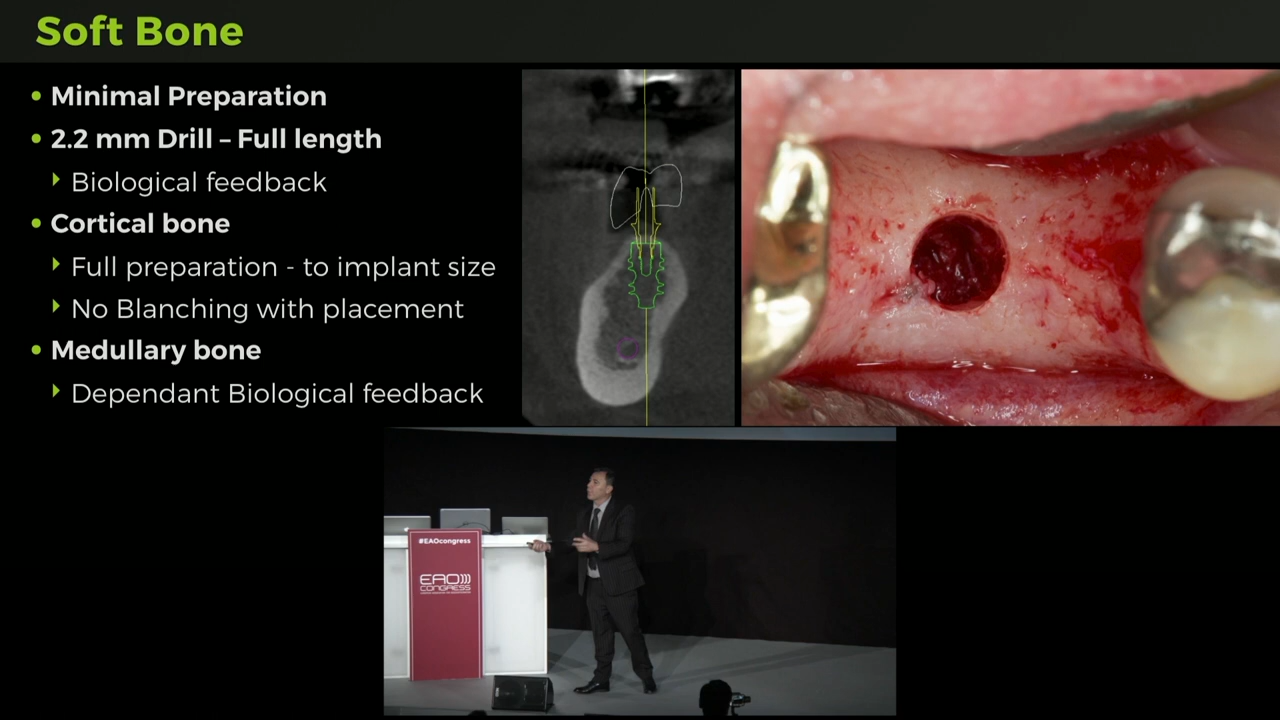 Soft Bone
• Minimal Preparation
• 2.2 mm Drill – Full length
Biological feedback
• Cortical bone
Full preparation - to implant size
No Blanching with placement
• Medullary bone
Dependant Biological feedback
#EAOcongress
EAO)))
CONGRESS